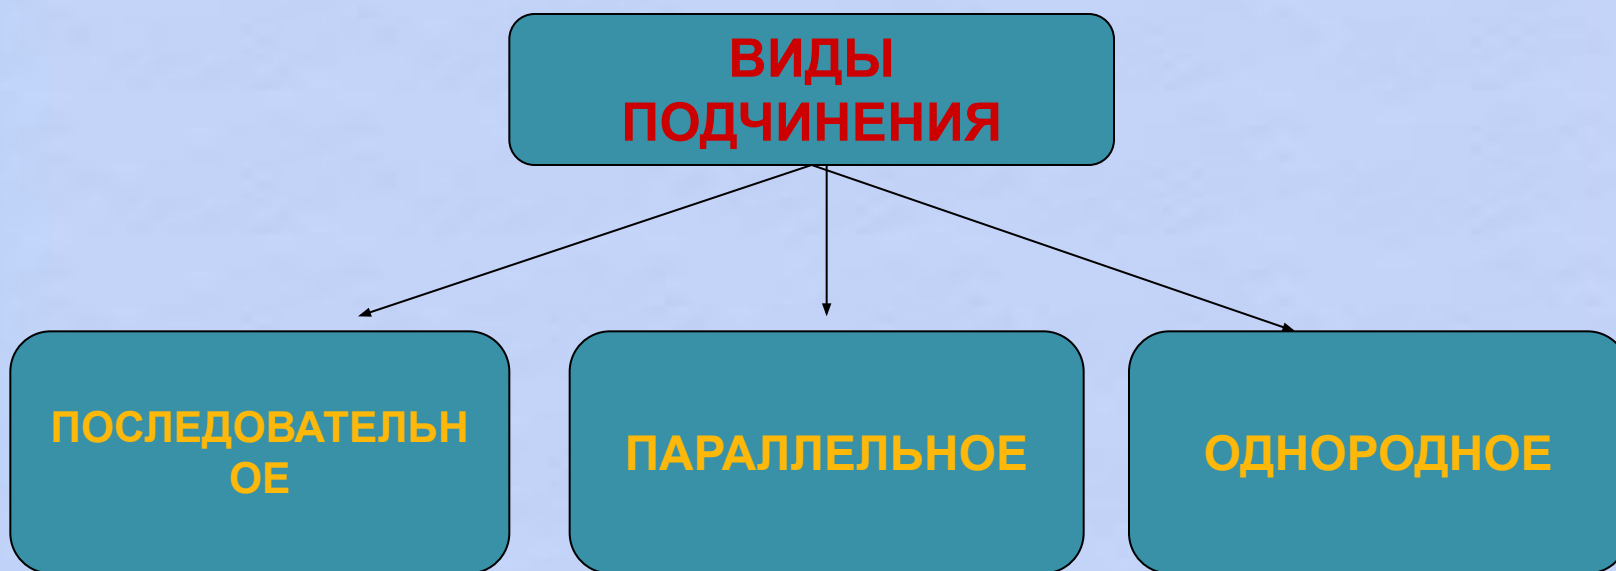 ВИДЫ
ПОДЧИНЕНИЯ
ПОСЛЕДОВАТЕЛЬН
ОЕ
ПАРАЛЛЕЛЬНОЕ
ОДНОРОДНОЕ